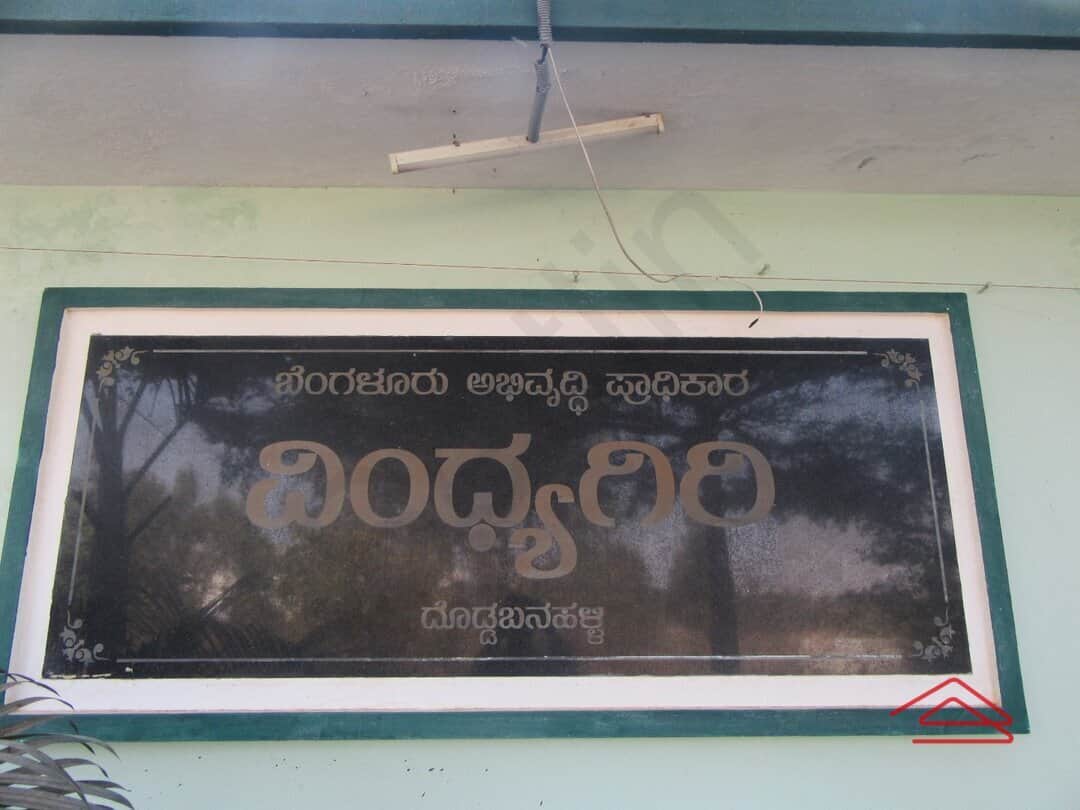 ಬೆಂಗಳೂರು ಅಭಿವೃದ್ಧಿ ಪ್ರಾಧಿಕಾರ
ವಿಂಧ್ಯಗಿರಿ
ದೊಡ್ಡಬನಹಳ್ಳಿ